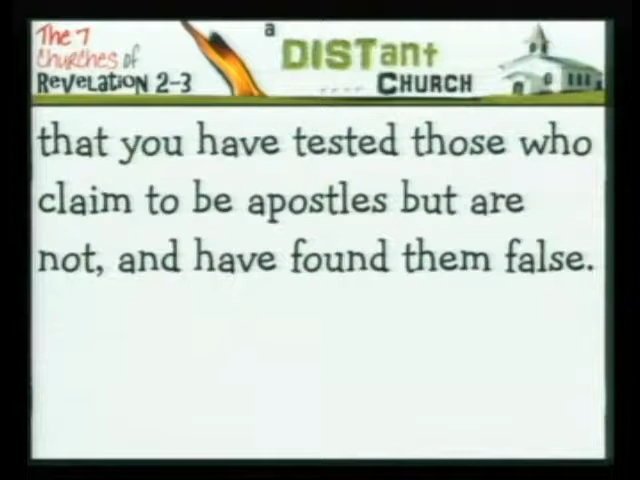 The 7
Churches of
Revelation 2-3
a
DISTant
.... CHURCH
that you have tested those who
claim to be apostles but are
not, and have found them false.